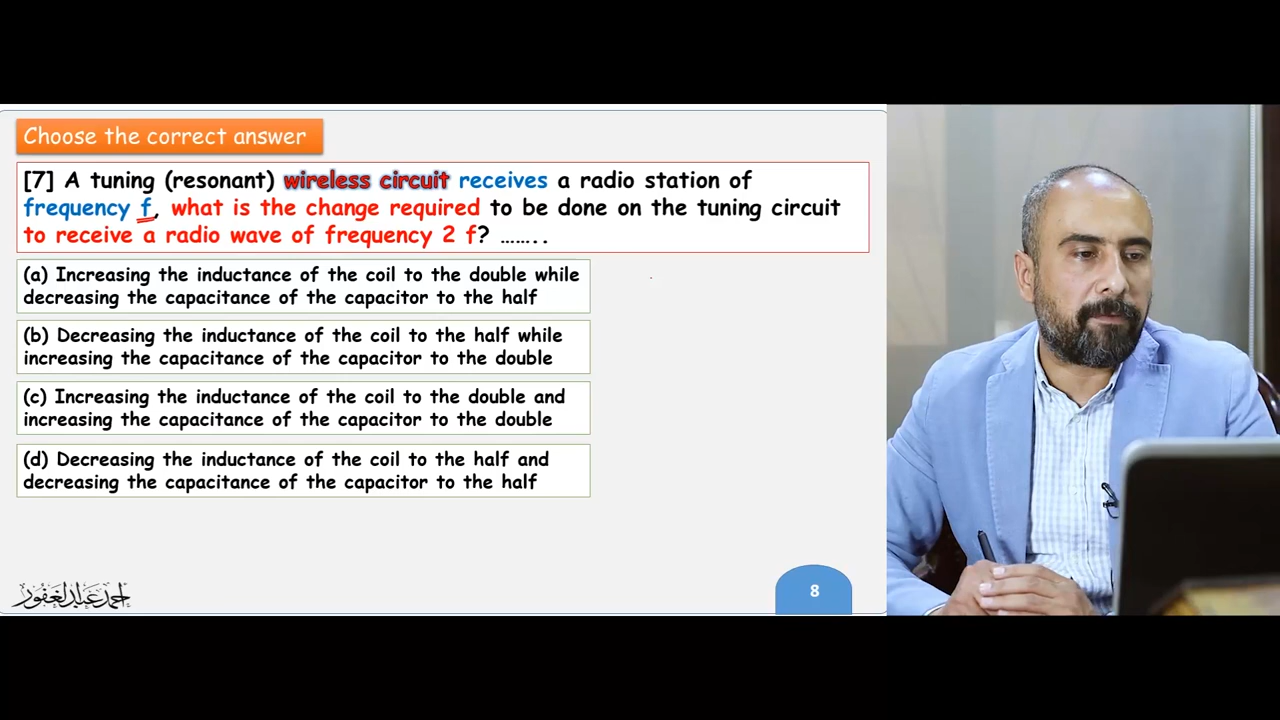 Choose the correct answer
[7] A tuning (resonant) wireless circuit receives a radio station of
frequency f, what is the change required to be done on the tuning circuit
to receive a radio wave of frequency 2 f? ……..
(a) Increasing the inductance of the coil to the double while
decreasing the capacitance of the capacitor to the half
(b) Decreasing the inductance of the coil to the half while
increasing the capacitance of the capacitor to the double
(c) Increasing the inductance of the coil to the double and
increasing the capacitance of the capacitor to the double
(d) Decreasing the inductance of the coil to the half and
decreasing the capacitance of the capacitor to the half
احمد عبد الغفور
8